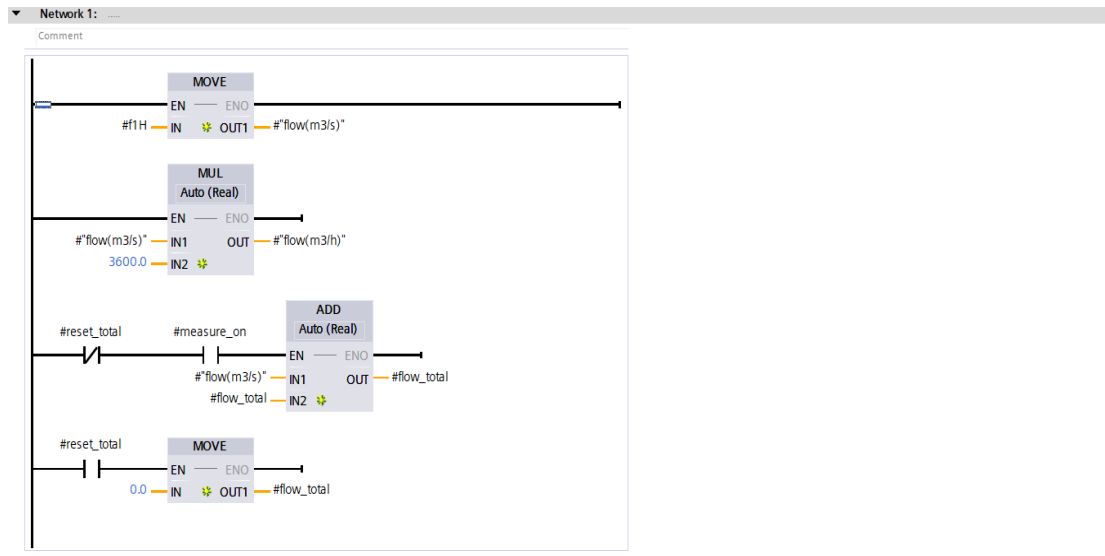 Network 1: .....
Comment
MOVE
EN ENO
#f1H IN OUT1 #"flow(m3/s)"
MUL
Auto (Real)
EN ENO
#"flow(m3/s)" IN1 OUT #"flow(m3/h)"
3600.0 IN2
ADD
#reset_total #measure_on Auto (Real)
EN ENO
#"flow(m3/s)" IN1 OUT #flow_total
#flow_total IN2
#reset_total MOVE
EN ENO
0.0 IN OUT1 #flow_total